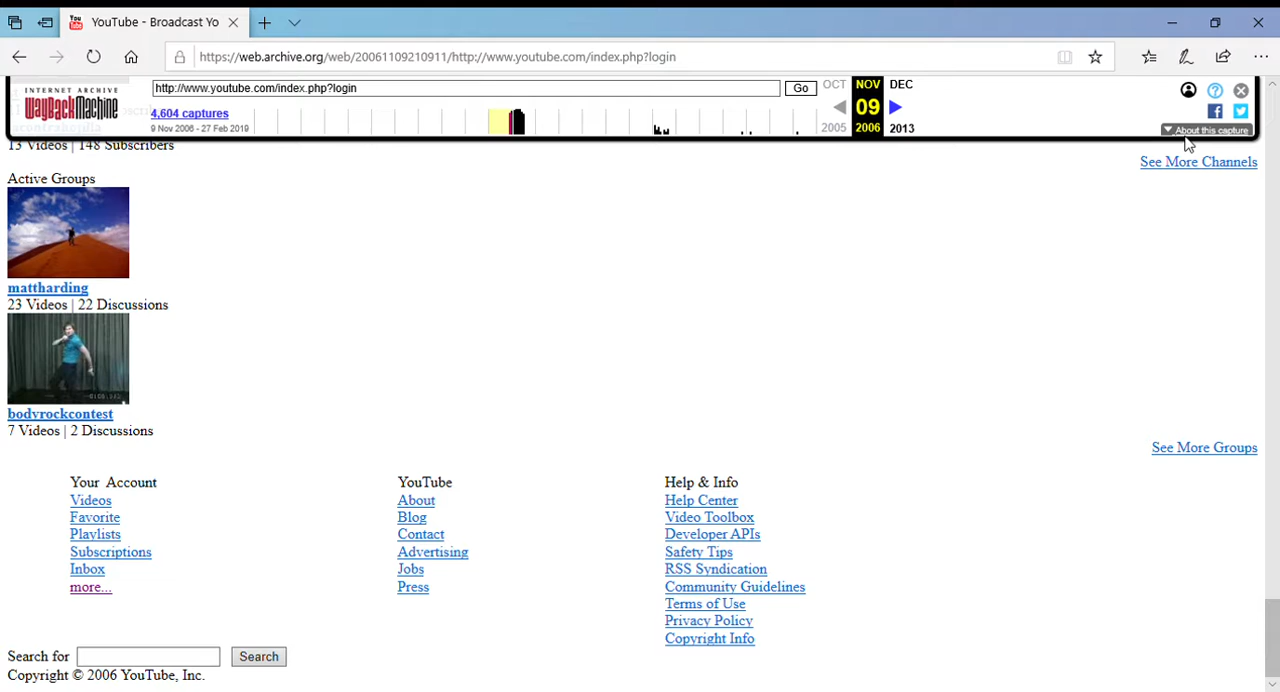 YouTube - Broadcast Yo
https://web.archive.org/web/20061109210911/http://www.youtube.com/index.php?login
INTERNET ARCHIVE
WayBackMachine
http://www.youtube.com/index.php?login
Go
OCT
NOV
DEC
4,604 captures
09
9 Nov 2006 - 27 Feb 2019
2005
2006
2013
About this capture
13 Videos | 148 Subscribers
See More Channels
Active Groups
mattharding
23 Videos | 22 Discussions
bodyrockcontest
7 Videos | 2 Discussions
See More Groups
Your Account
Videos
Favorite
Playlists
Subscriptions
Inbox
more...
YouTube
About
Blog
Contact
Advertising
Jobs
Press
Help & Info
Help Center
Video Toolbox
Developer APIs
Safety Tips
RSS Syndication
Community Guidelines
Terms of Use
Privacy Policy
Copyright Info
Search for
Search
Copyright © 2006 YouTube, Inc.